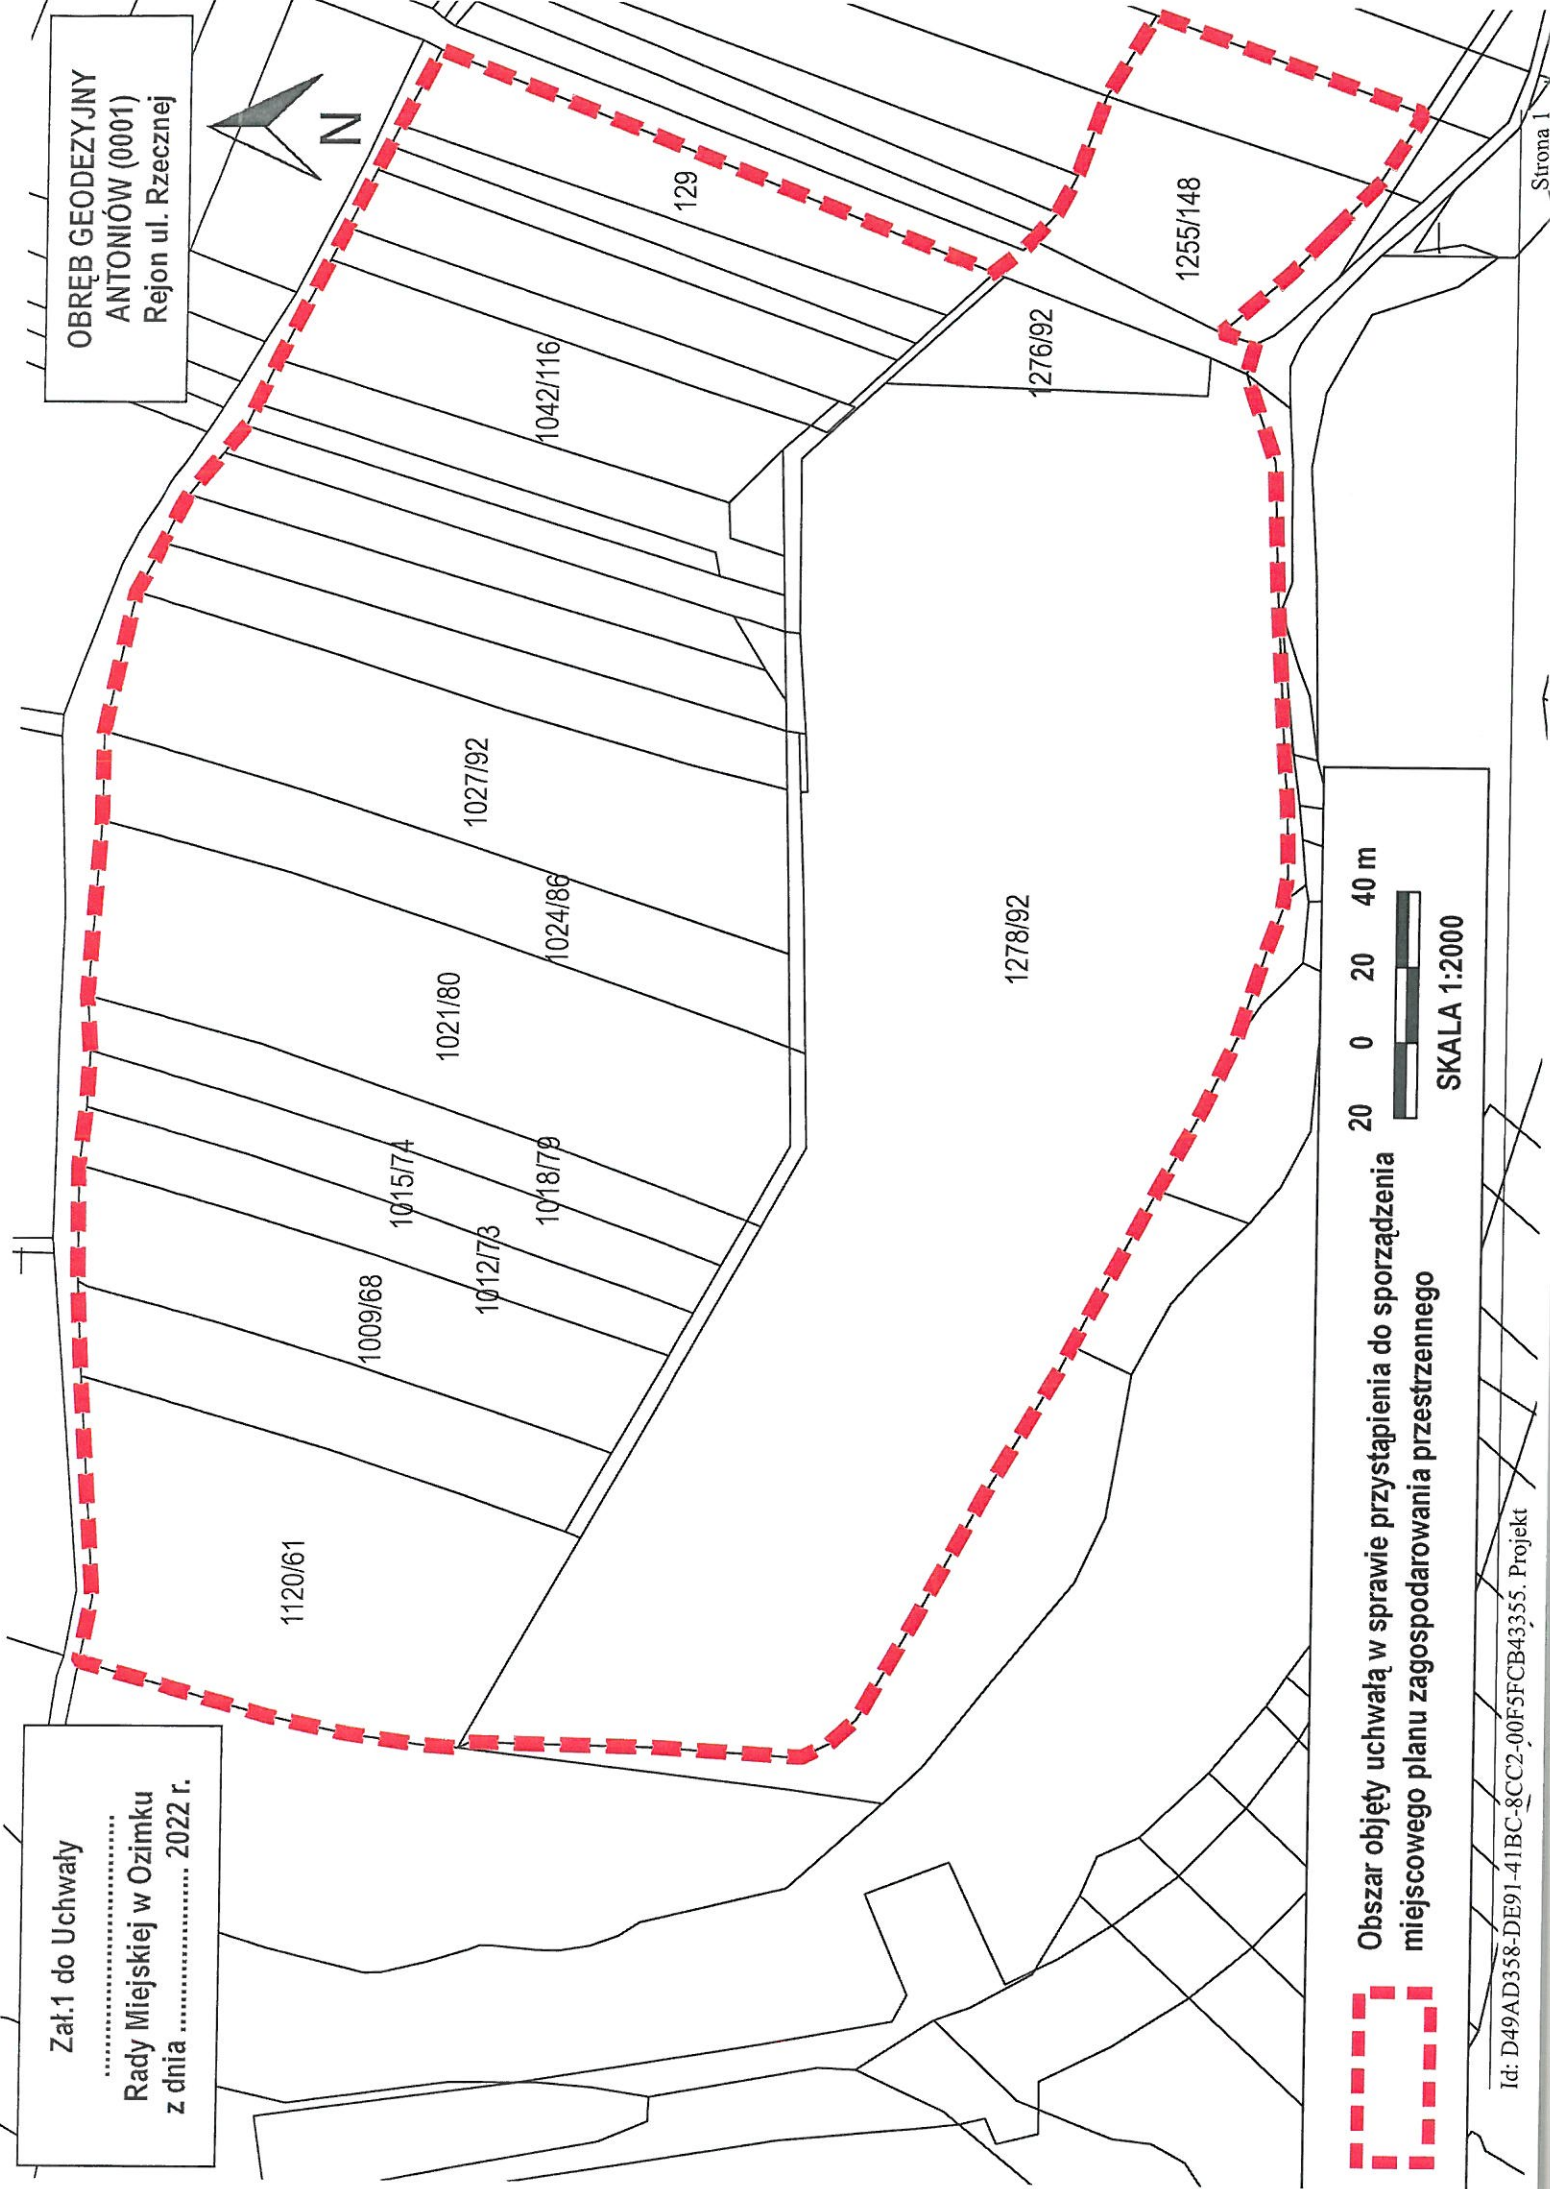 Zał.1 do Uchwały
................................
Rady Miejskiej w Ozimku
z dnia .................. 2022 r.
OBRĘB GEODEZYJNY
ANTONIÓW (0001)
Rejon ul. Rzecznej
N
1120/61
1009/68
1015/74
1012/73
1018/79
1021/80
1024/86
1027/92
1042/116
129
1278/92
1276/92
1255/148
Obszar objęty uchwałą w sprawie przystąpienia do sporządzenia
miejscowego planu zagospodarowania przestrzennego
20 0 20 40 m
SKALA 1:2000
Id: D49AD358-DE91-41BC-8CC2-00F5FCB43355. Projekt
Strona 1